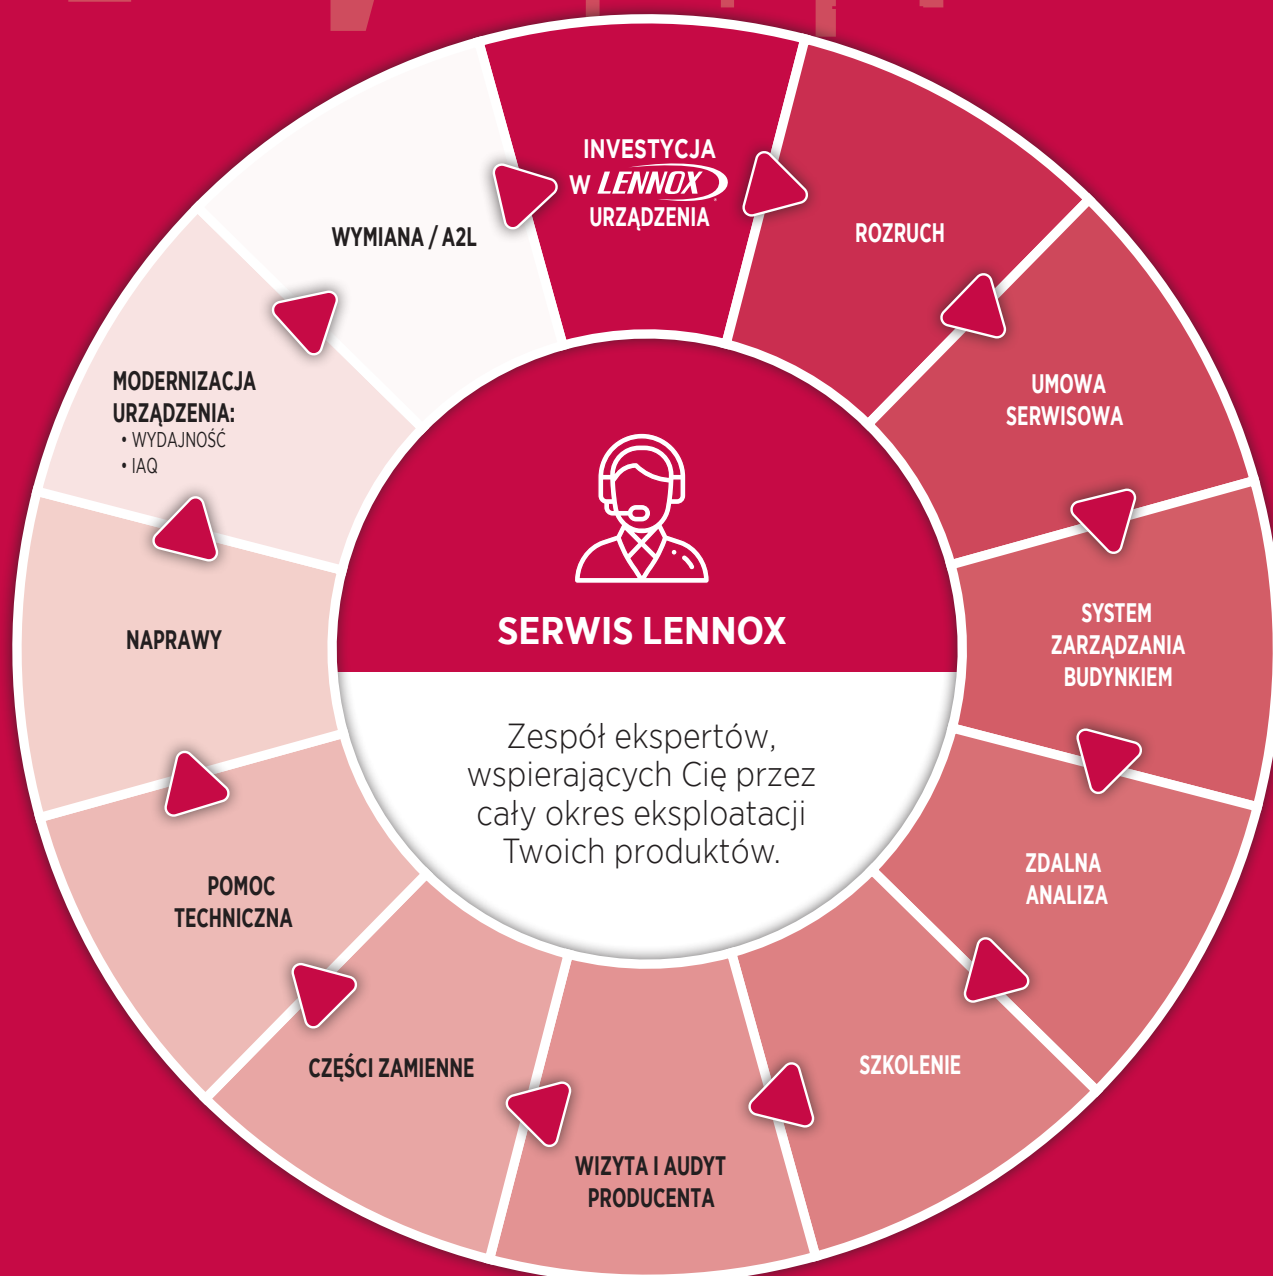 INVESTYCJA
W LENNOX
URZĄDZENIA
ROZRUCH
UMOWA
SERWISOWA
SYSTEM
ZARZĄDZANIA
BUDYNKIEM
ZDALNA
ANALIZA
SZKOLENIE
WIZYTA I AUDYT
PRODUCENTA
CZĘŚCI ZAMIENNE
POMOC
TECHNICZNA
NAPRAWY
MODERNIZACJA
URZĄDZENIA:
• WYDAJNOŚĆ
• IAQ
WYMIANA / A2L
SERWIS LENNOX
Zespół ekspertów,
wspierających Cię przez
cały okres eksploatacji
Twoich produktów.